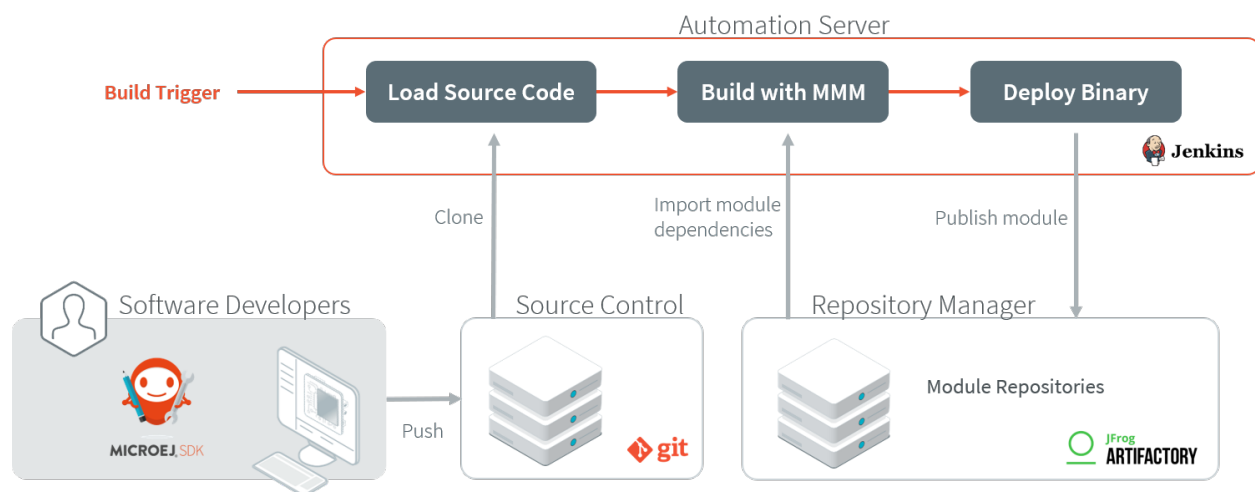 Automation Server
Build Trigger
Load Source Code
Build with MMM
Deploy Binary
Jenkins
Clone
Import module
dependencies
Publish module
Software Developers
Source Control
Repository Manager
MICROEJ SDK
Push
git
Module Repositories
JFrog
ARTIFACTORY